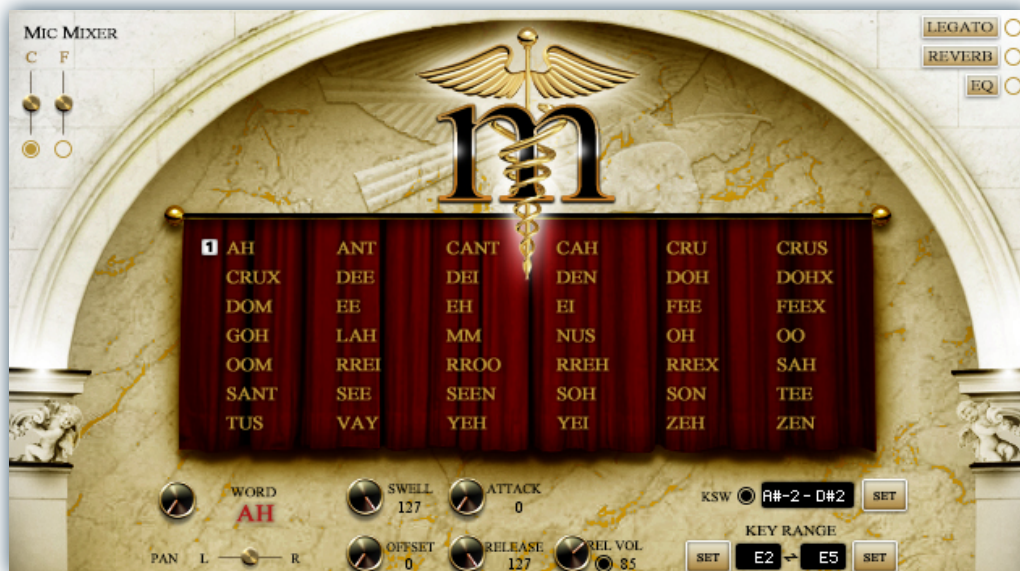 MIC MIXER
C F
LEGATO
REVERB
EQ
m
1 AH ANT CANT CAH CRU CRUS
CRUX DEE DEI DEN DOH DOHX
DOM EE EH EI FEE FEEX
GOH LAH MM NUS OH OO
OOM RREI RROO RREH RREX SAH
SANT SEE SEEN SOH SON TEE
TUS VAY YEH YEI ZEH ZEN
WORD
AH
SWELL
127
ATTACK
0
KSW A#-2 - D#2 SET
KEY RANGE
PAN L R
OFFSET
0
RELEASE
127
REL VOL
85
SET E2 E5 SET